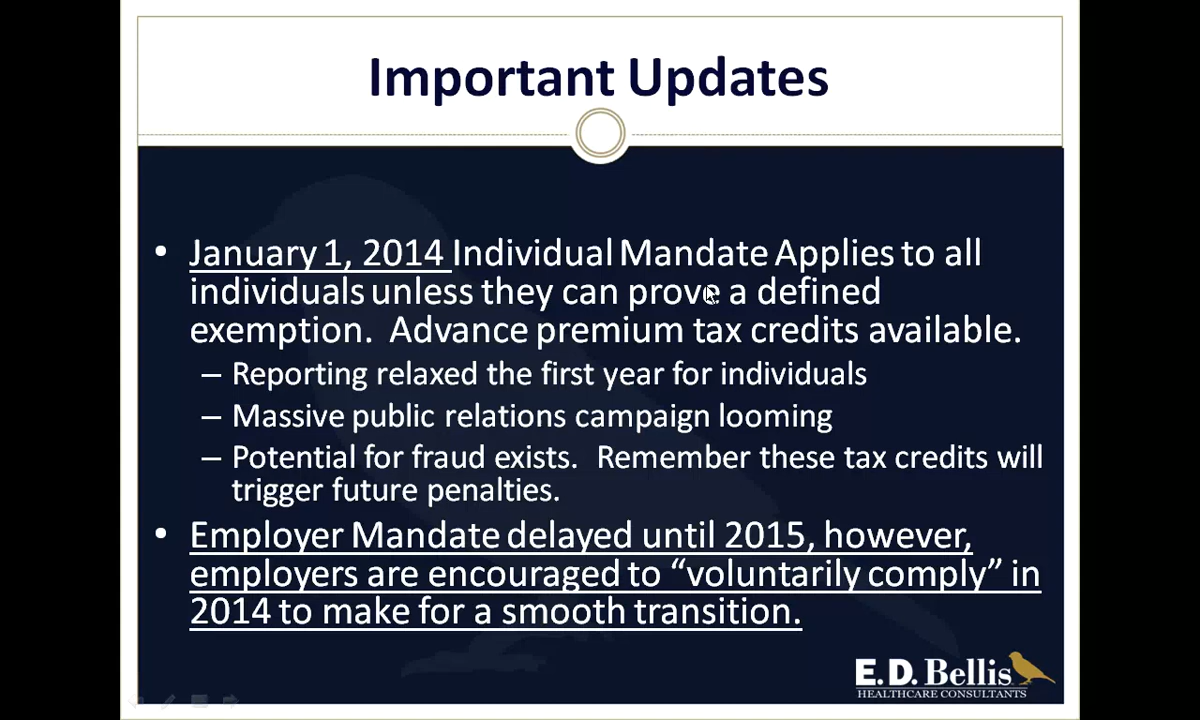 Important Updates
• January 1, 2014 Individual Mandate Applies to all
individuals unless they can prove a defined
exemption. Advance premium tax credits available.
– Reporting relaxed the first year for individuals
– Massive public relations campaign looming
– Potential for fraud exists. Remember these tax credits will
trigger future penalties.
• Employer Mandate delayed until 2015, however,
employers are encouraged to “voluntarily comply” in
2014 to make for a smooth transition.
E.D. Bellis
HEALTHCARE CONSULTANTS